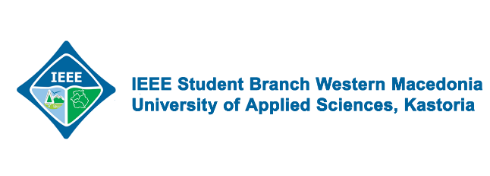 IEEE
IEEE Student Branch Western Macedonia
University of Applied Sciences, Kastoria